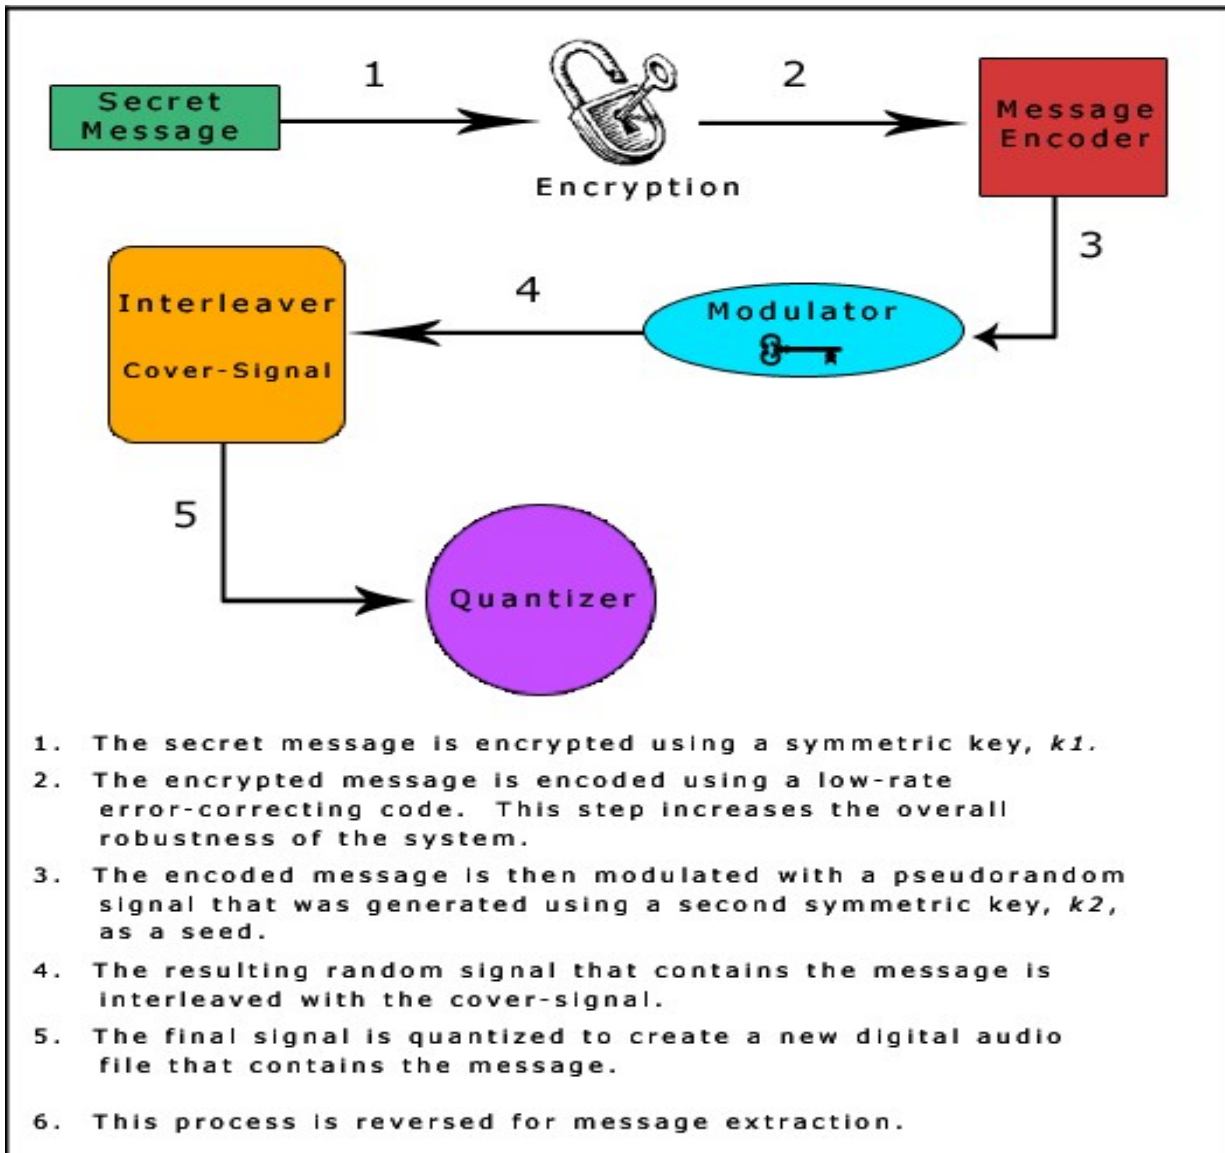 1
2
Secret
Message
Message
Encoder
Encryption
3
Interleaver
Cover-Signal
4
Modulator
5
Quantizer
1. The secret message is encrypted using a symmetric key, k1.
2. The encrypted message is encoded using a low-rate
error-correcting code. This step increases the overall
robustness of the system.
3. The encoded message is then modulated with a pseudorandom
signal that was generated using a second symmetric key, k2,
as a seed.
4. The resulting random signal that contains the message is
interleaved with the cover-signal.
5. The final signal is quantized to create a new digital audio
file that contains the message.
6. This process is reversed for message extraction.